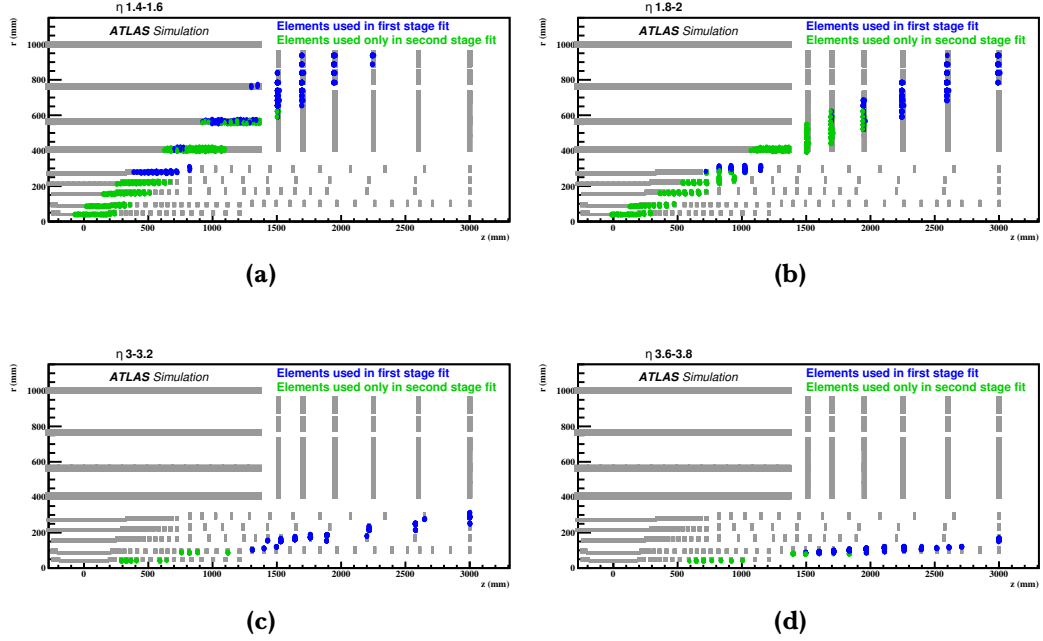 η 1.4-1.6
r (mm)
ATLAS Simulation
Elements used in first stage fit
Elements used only in second stage fit
1000
800
600
400
200
0
0 500 1000 1500 2000 2500 3000
z (mm)
(a)
η 1.8-2
r (mm)
ATLAS Simulation
Elements used in first stage fit
Elements used only in second stage fit
1000
800
600
400
200
0
0 500 1000 1500 2000 2500 3000
z (mm)
(b)
η 3-3.2
r (mm)
ATLAS Simulation
Elements used in first stage fit
Elements used only in second stage fit
1000
800
600
400
200
0
0 500 1000 1500 2000 2500 3000
z (mm)
(c)
η 3.6-3.8
r (mm)
ATLAS Simulation
Elements used in first stage fit
Elements used only in second stage fit
1000
800
600
400
200
0
0 500 1000 1500 2000 2500 3000
z (mm)
(d)